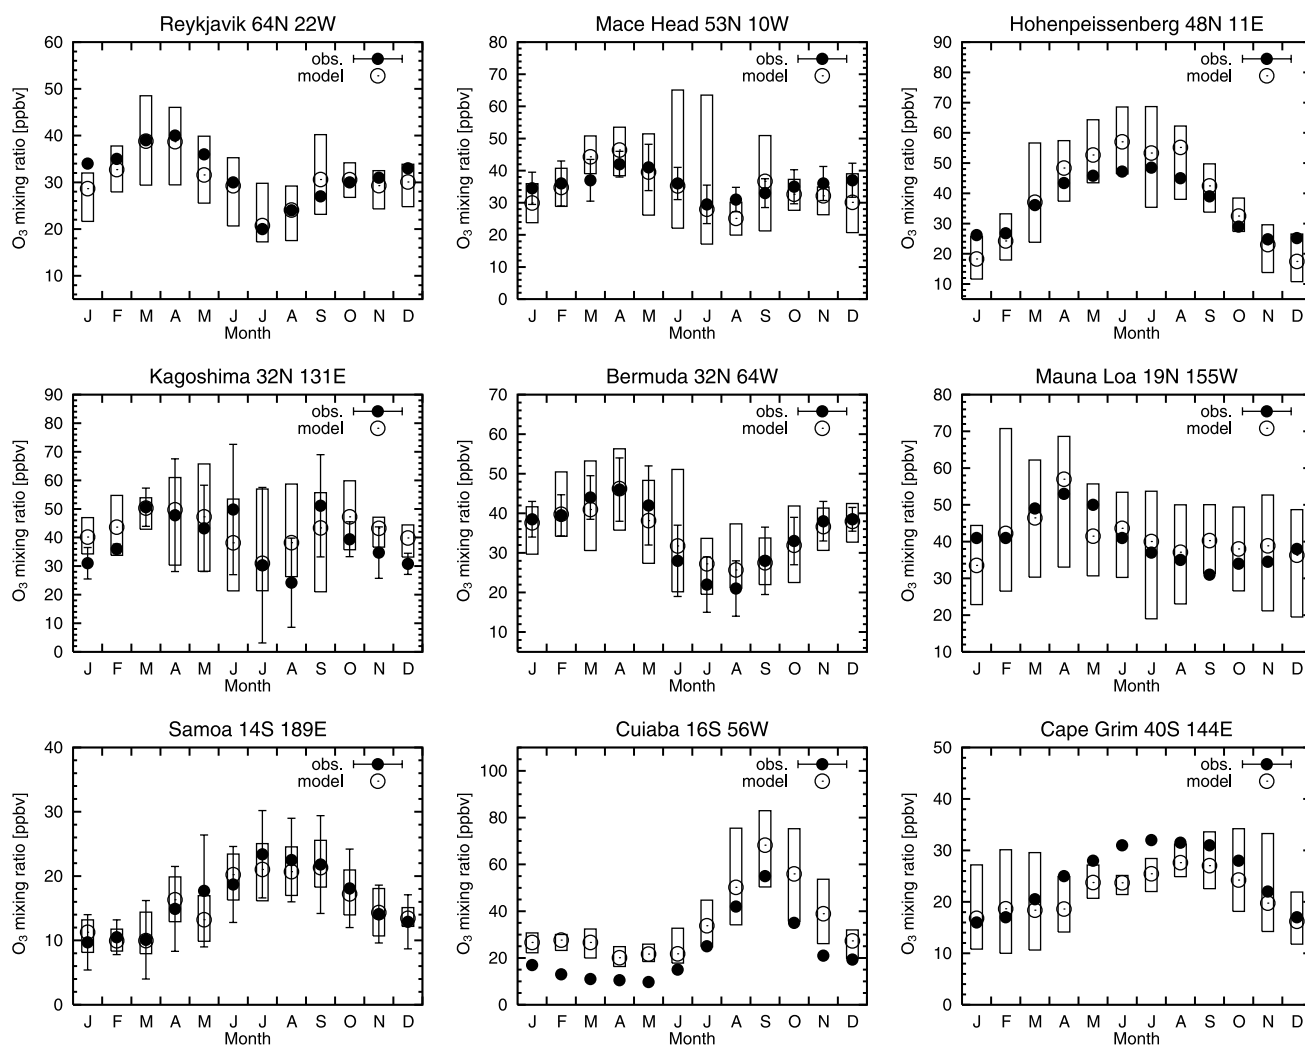 Reykjavik 64N 22W
60
50
40
30
20
10
O3 mixing ratio [ppbv]
obs.
model
J F M A M J J A S O N D
Month
Mace Head 53N 10W
80
70
60
50
40
30
20
10
0
O3 mixing ratio [ppbv]
obs.
model
J F M A M J J A S O N D
Month
Hohenpeissenberg 48N 11E
90
80
70
60
50
40
30
20
10
O3 mixing ratio [ppbv]
obs.
model
J F M A M J J A S O N D
Month
Kagoshima 32N 131E
90
80
70
60
50
40
30
20
10
0
O3 mixing ratio [ppbv]
obs.
model
J F M A M J J A S O N D
Month
Bermuda 32N 64W
70
60
50
40
30
20
10
O3 mixing ratio [ppbv]
obs.
model
J F M A M J J A S O N D
Month
Mauna Loa 19N 155W
80
70
60
50
40
30
20
10
O3 mixing ratio [ppbv]
obs.
model
J F M A M J J A S O N D
Month
Samoa 14S 189E
40
30
20
10
0
O3 mixing ratio [ppbv]
obs.
model
J F M A M J J A S O N D
Month
Cuiaba 16S 56W
100
80
60
40
20
0
O3 mixing ratio [ppbv]
obs.
model
J F M A M J J A S O N D
Month
Cape Grim 40S 144E
50
40
30
20
10
0
O3 mixing ratio [ppbv]
obs.
model
J F M A M J J A S O N D
Month